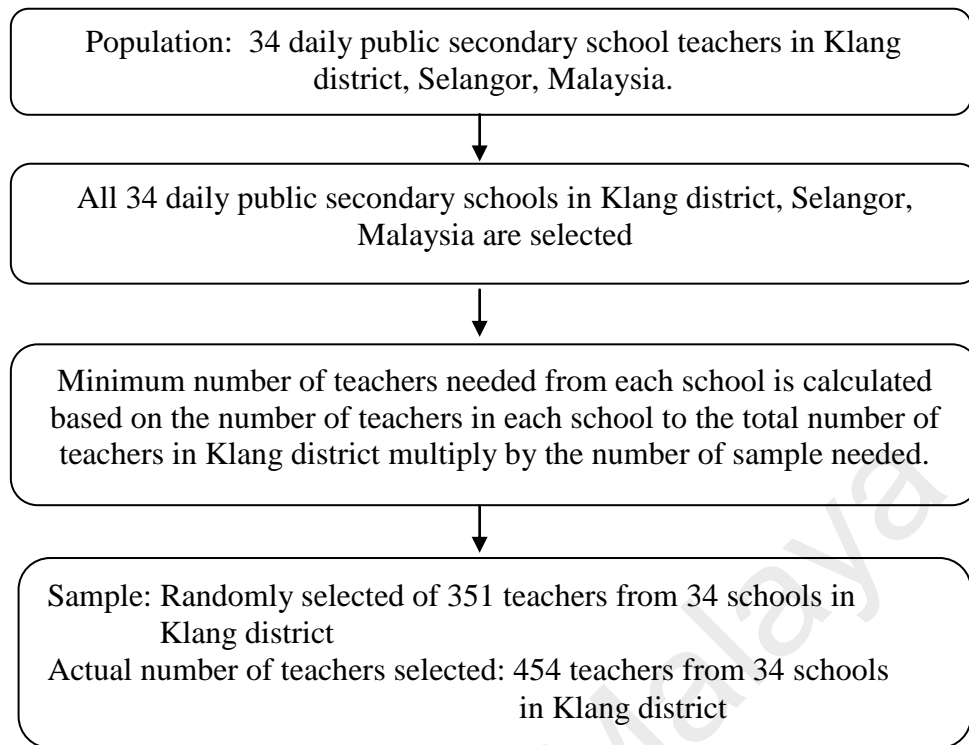 Population:  34 daily public secondary school teachers in Klang
district, Selangor, Malaysia.
All 34 daily public secondary schools in Klang district, Selangor,
Malaysia are selected
Minimum number of teachers needed from each school is calculated
based on the number of teachers in each school to the total number of
teachers in Klang district multiply by the number of sample needed.
Sample: Randomly selected of 351 teachers from 34 schools in
Klang district
Actual number of teachers selected: 454 teachers from 34 schools
in Klang district
Malaya